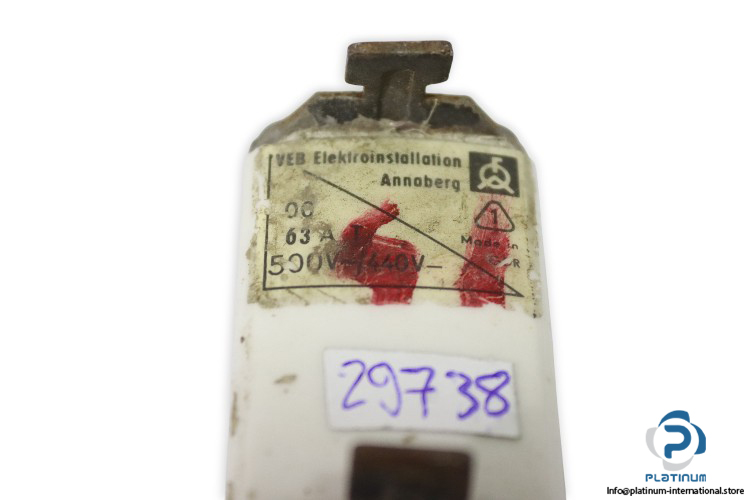 VEB Elektroinstallation
Annaberg
00
63 A T
1
Made in
R
500V~/440V–
29738
P
PLATINUM
Info@platinum-international.store